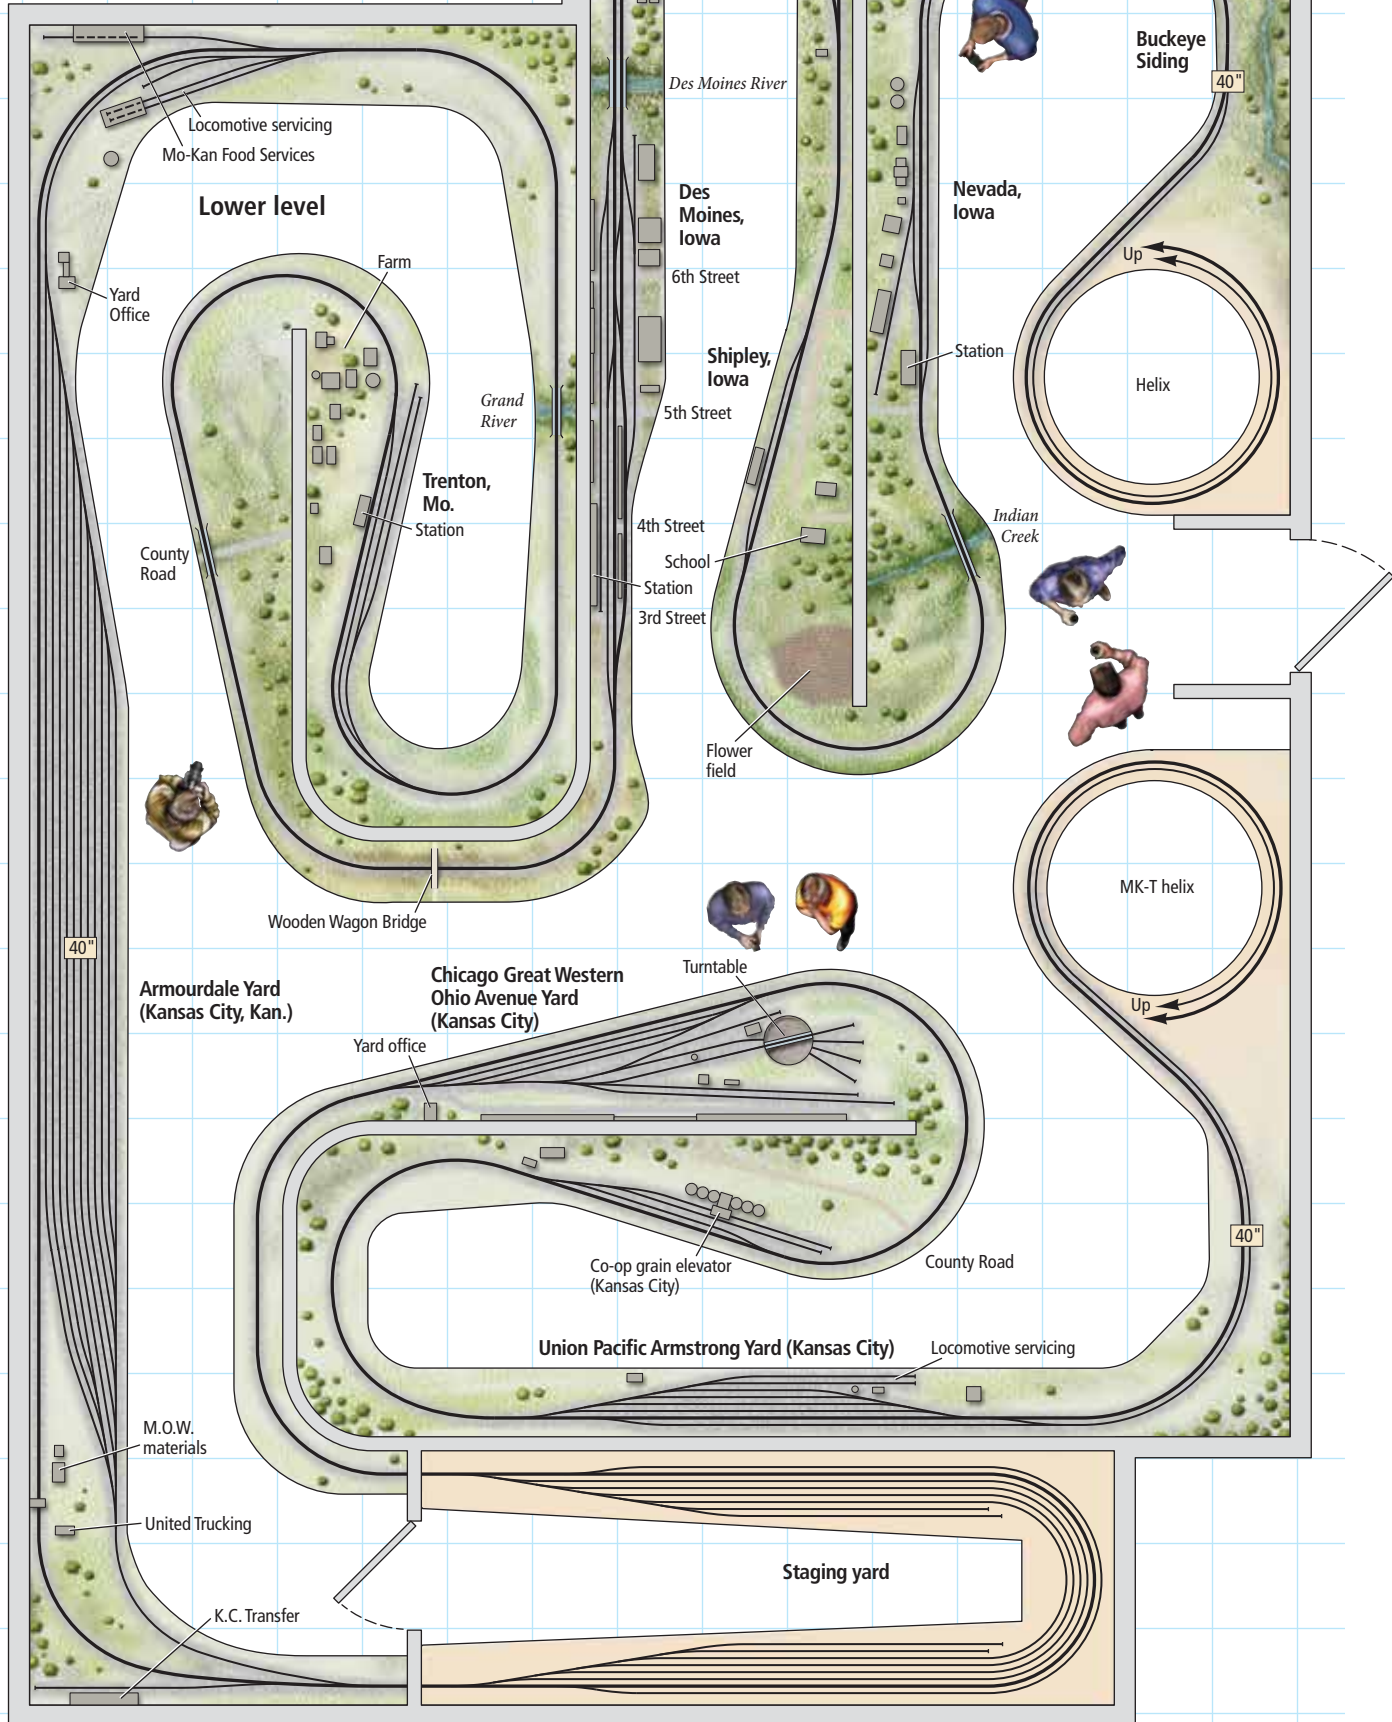 Buckeye
Siding
40"
Des Moines River
Locomotive servicing
Mo-Kan Food Services
Lower level
Des
Moines,
Iowa
Nevada,
Iowa
Up
Farm
6th Street
Yard
Office
Shipley,
Iowa
Station
Helix
Grand
River
5th Street
Trenton,
Mo.
Station
Indian
Creek
4th Street
County
Road
School
Station
3rd Street
Flower
field
MK-T helix
Wooden Wagon Bridge
40"
Chicago Great Western
Ohio Avenue Yard
(Kansas City)
Turntable
Armourdale Yard
(Kansas City, Kan.)
Up
Yard office
40"
Co-op grain elevator
(Kansas City)
County Road
Union Pacific Armstrong Yard (Kansas City)
Locomotive servicing
M.O.W.
materials
United Trucking
Staging yard
K.C. Transfer